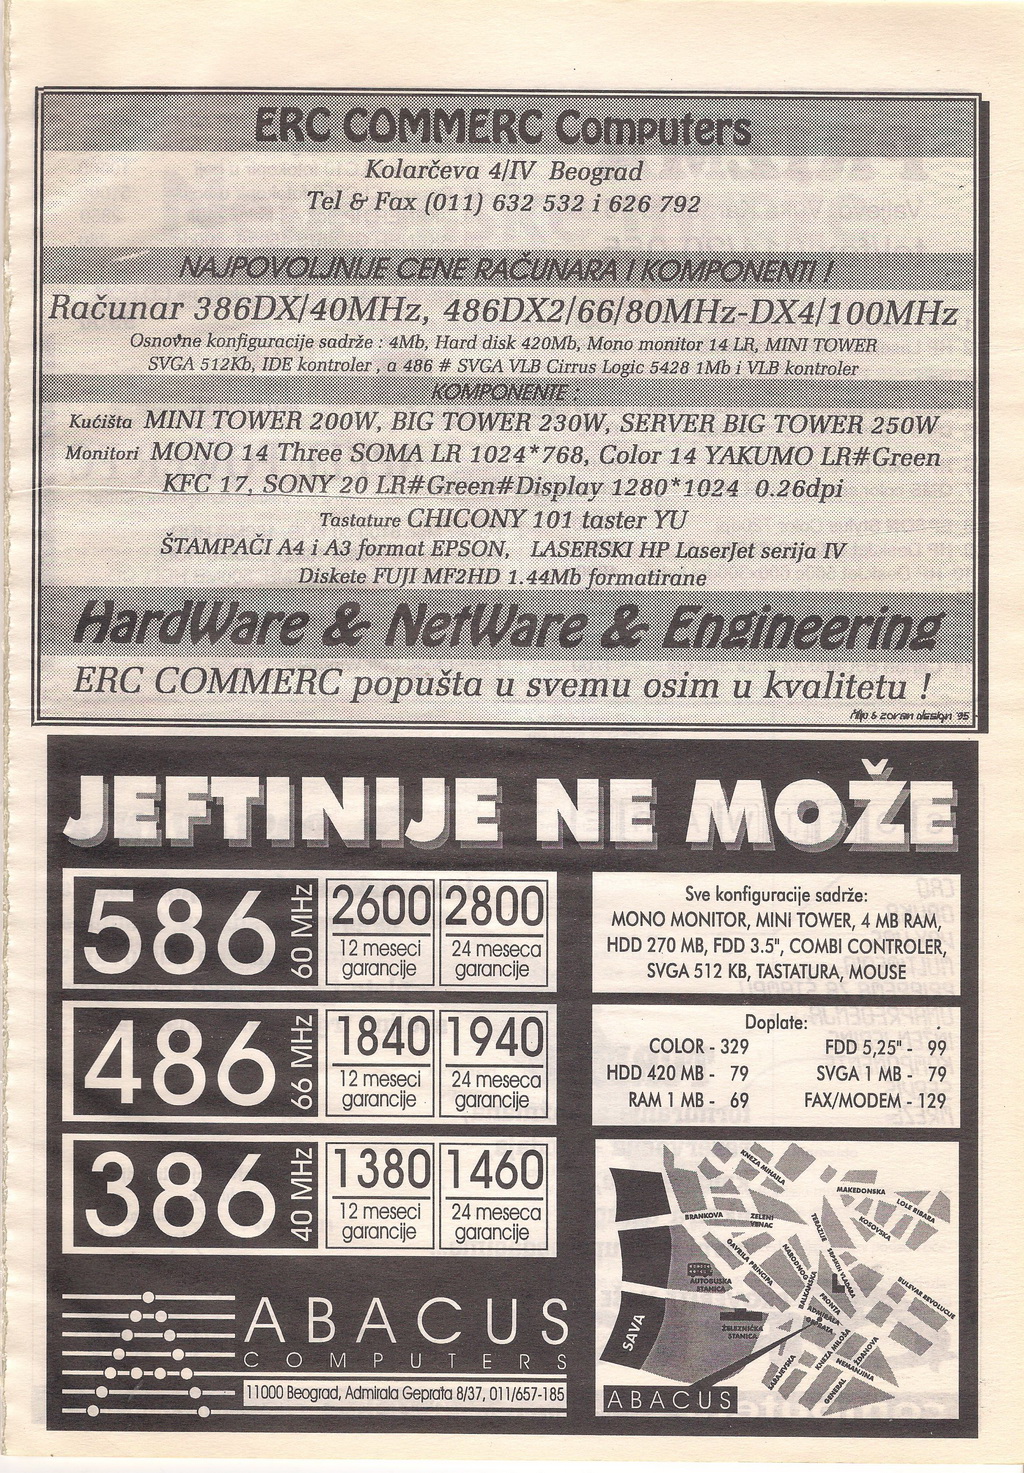 ERC COMMERC Computers
Kolarčeva 4/IV Beograd
Tel & Fax (011) 632 532 i 626 792
NAJPOVOLJNIJE CENE RAČUNARA I KOMPONENTI !
Računar 386DX/40MHz, 486DX2/66/80MHz-DX4/100MHz
Osnovne konfiguracije sadrže : 4Mb, Hard disk 420Mb, Mono monitor 14 LR, MINI TOWER
SVGA 512Kb, IDE kontroler , a 486 # SVGA VLB Cirrus Logic 5428 1Mb i VLB kontroler
KOMPONENTE :
Kućišta MINI TOWER 200W, BIG TOWER 230W, SERVER BIG TOWER 250W
Monitori MONO 14 Three SOMA LR 1024*768, Color 14 YAKUMO LR#Green
KFC 17, SONY 20 LR#Green#Display 1280*1024 0.26dpi
Tastature CHICONY 101 taster YU
ŠTAMPAČI A4 i A3 format EPSON, LASERSKI HP LaserJet serija IV
Diskete FUJI MF2HD 1.44Mb formatirane
HardWare & NetWare & Engineering
ERC COMMERC popušta u svemu osim u kvalitetu !
& zoran design '95
JEFTINIJE NE MOŽE
586 60 MHz
2600 12 meseci garancije
2800 24 meseca garancije
486 66 MHz
1840 12 meseci garancije
1940 24 meseca garancije
386 40 MHz
1380 12 meseci garancije
1460 24 meseca garancije
Sve konfiguracije sadrže:
MONO MONITOR, MINI TOWER, 4 MB RAM,
HDD 270 MB, FDD 3.5", COMBI CONTROLER,
SVGA 512 KB, TASTATURA, MOUSE
Doplate:
COLOR - 329 FDD 5,25" - 99
HDD 420 MB - 79 SVGA 1 MB - 79
RAM 1 MB - 69 FAX/MODEM - 129
KNEZA MIHAILA
MAKEDONSKA
LOLE RIBARA
BRANKOVA
ZELENI
VENAC
TERAZIJE
KOSOVSKA
GAVRILA PRINCIPA
NARODNOG
FRONTA
SRPSKIH VLADARA
BALKANSKA
AUTOBUSKA
STANICA
BULEVAR REVOLUCIJE
ADMIRALA
GEPRATA
ŽELEZNIČKA
STANICA
SAVA
KNEZA MILOŠA
GENERAL
ŽDANOVA
NEMANJINA
ABACUS
ABACUS
COMPUTERS
11000 Beograd, Admirala Geprata 8/37, 011/657-185